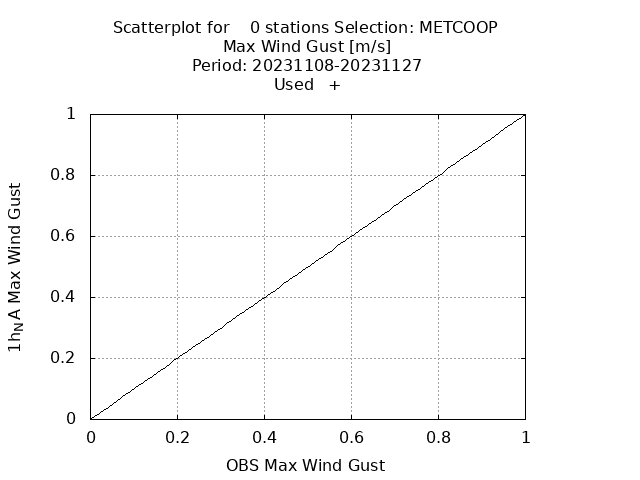 Scatterplot for    0 stations Selection: METCOOP
Max Wind Gust [m/s]
Period: 20231108-20231127
Used   +
1
0.8
0.6
0.4
0.2
0
1hNA Max Wind Gust
0 0.2 0.4 0.6 0.8 1
OBS Max Wind Gust